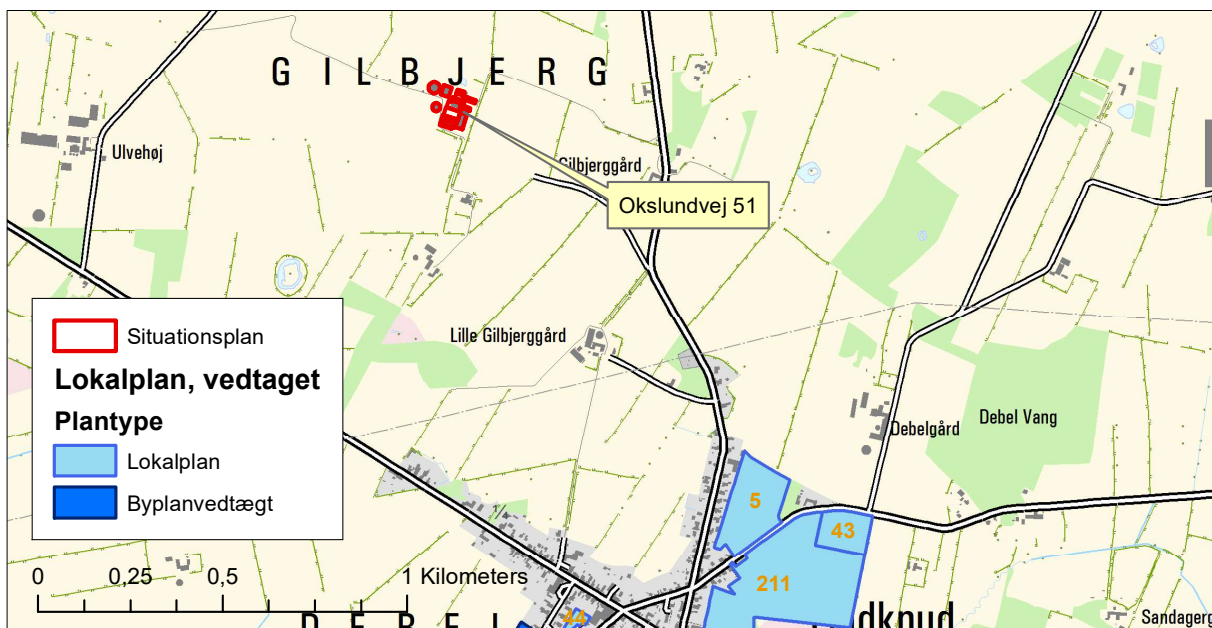 G I L B J E R G
Ulvehøj
Gilbjerggård
Okslundvej 51
Situationsplan
Lokalplan, vedtaget
Plantype
Lokalplan
Byplanvedtægt
Lille Gilbjerggård
Debelgård
Debel Vang
5
43
211
44
0 0,25 0,5 1 Kilometers
D E B E L
Sandagerg